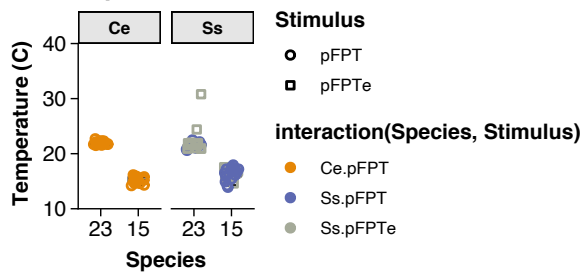 Ce Ss
Stimulus
pFPT
pFPTe
interaction(Species, Stimulus)
Ce.pFPT
Ss.pFPT
Ss.pFPTe
Temperature (C)
40
30
20
10
23 15 23 15
Species